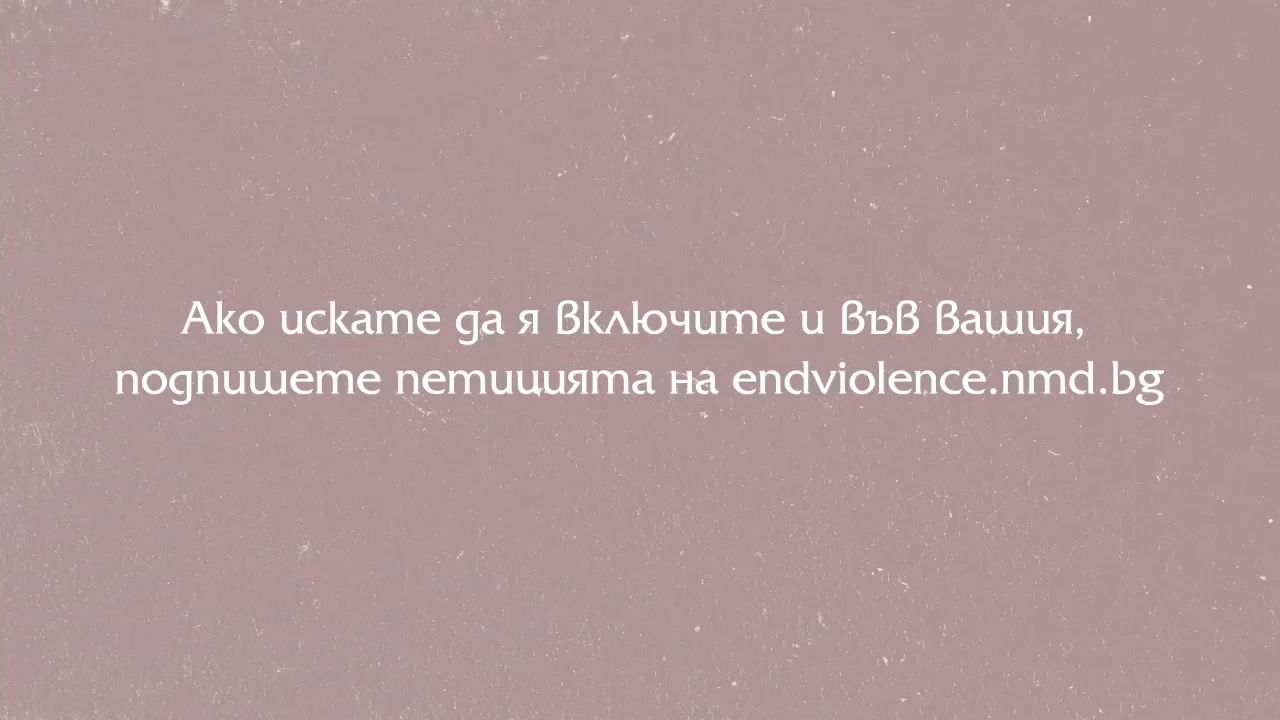 Ако искате да я включите и във вашия,
подпишете петицията на endviolence.nmd.bg